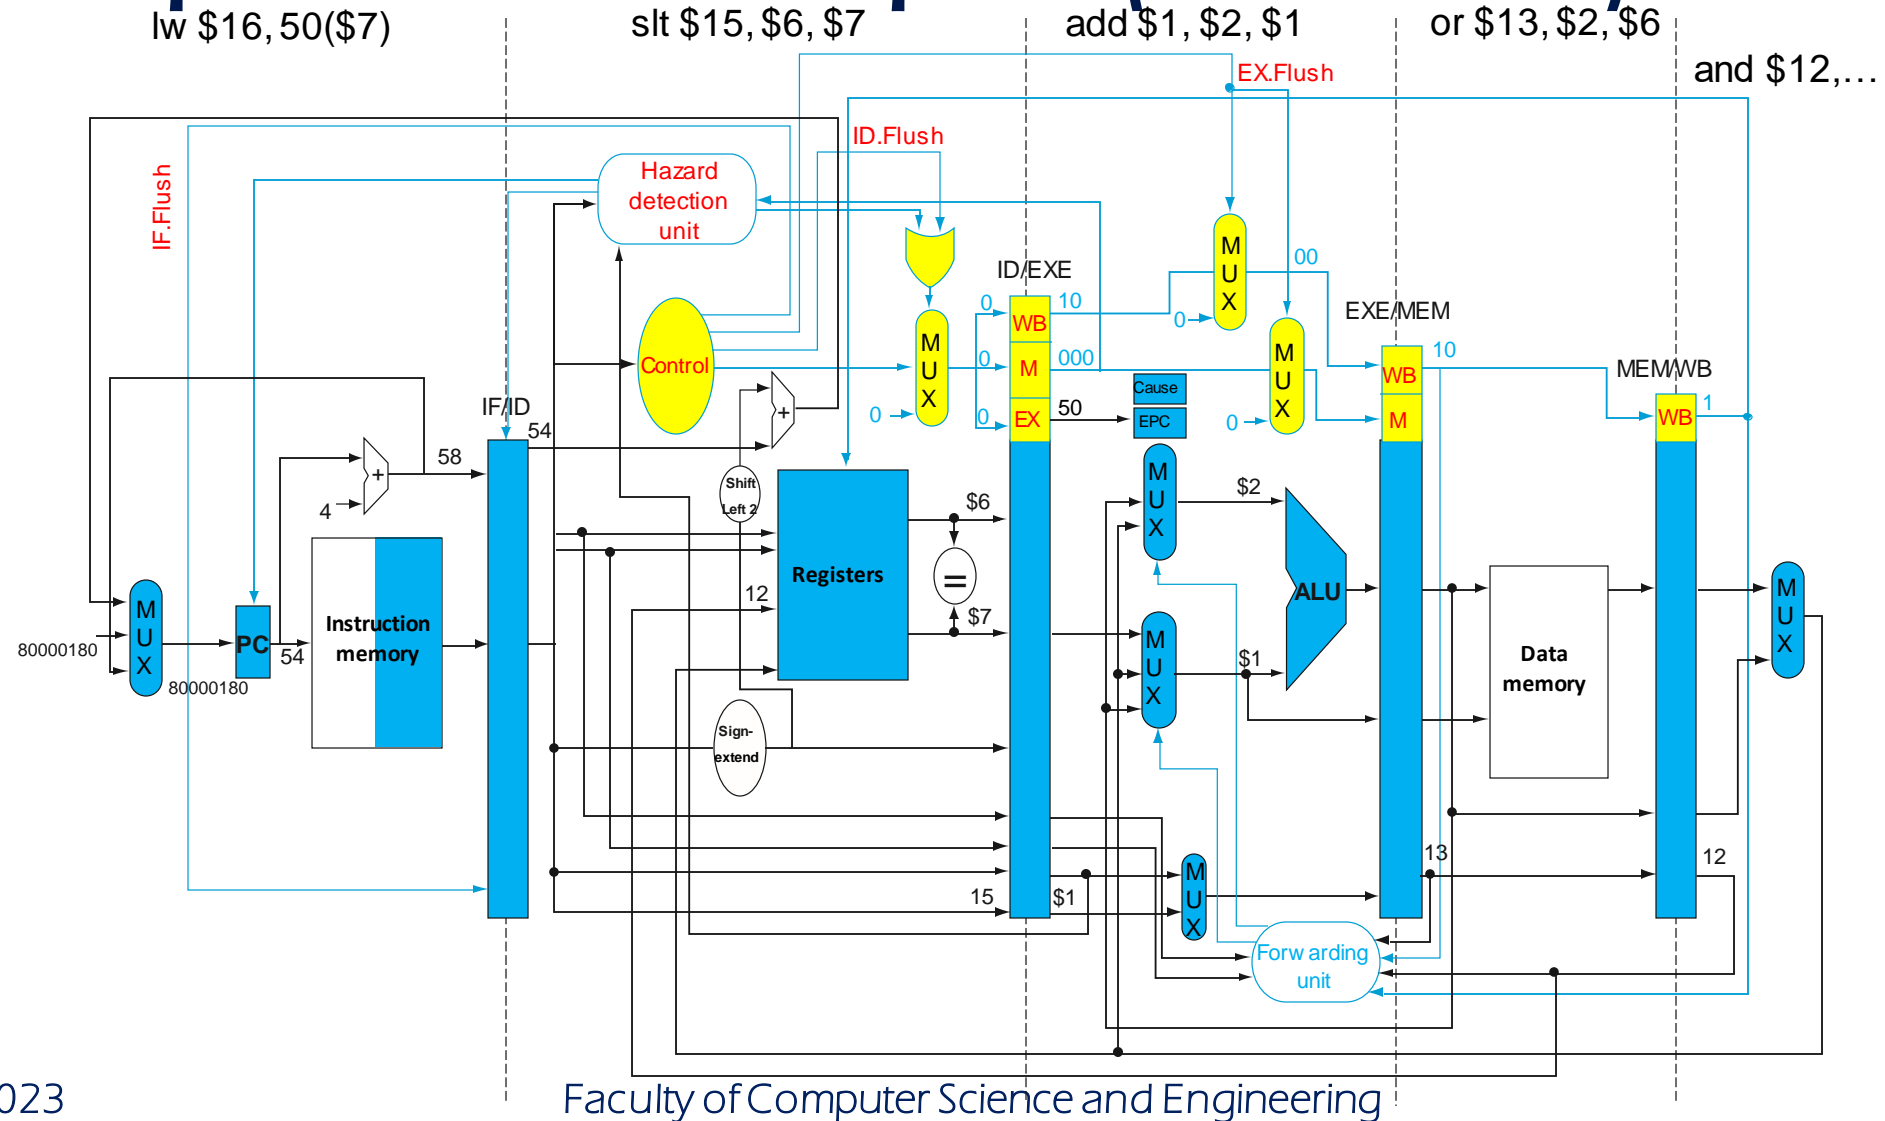 lw $16, 50($7)
slt $15, $6, $7
add $1, $2, $1
or $13, $2, $6
and $12,…
EX.Flush
ID.Flush
IF.Flush
Hazard
detection
unit
Control
M
U
X
0
0
0
0
ID/EXE
WB
M
EX
10
000
50
M
U
X
0
00
M
U
X
0
Cause
EPC
EXE/MEM
WB
M
10
MEM/WB
WB
1
IF/ID
54
58
4
+
+
Shift
Left 2
Registers
$6
=
$7
12
M
U
X
80000180
80000180
PC
54
Instruction
memory
Sign-
extend
M
U
X
M
U
X
$2
$1
ALU
Data
memory
M
U
X
15
$1
M
U
X
13
12
Forw arding
unit
023
Faculty of Computer Science and Engineering